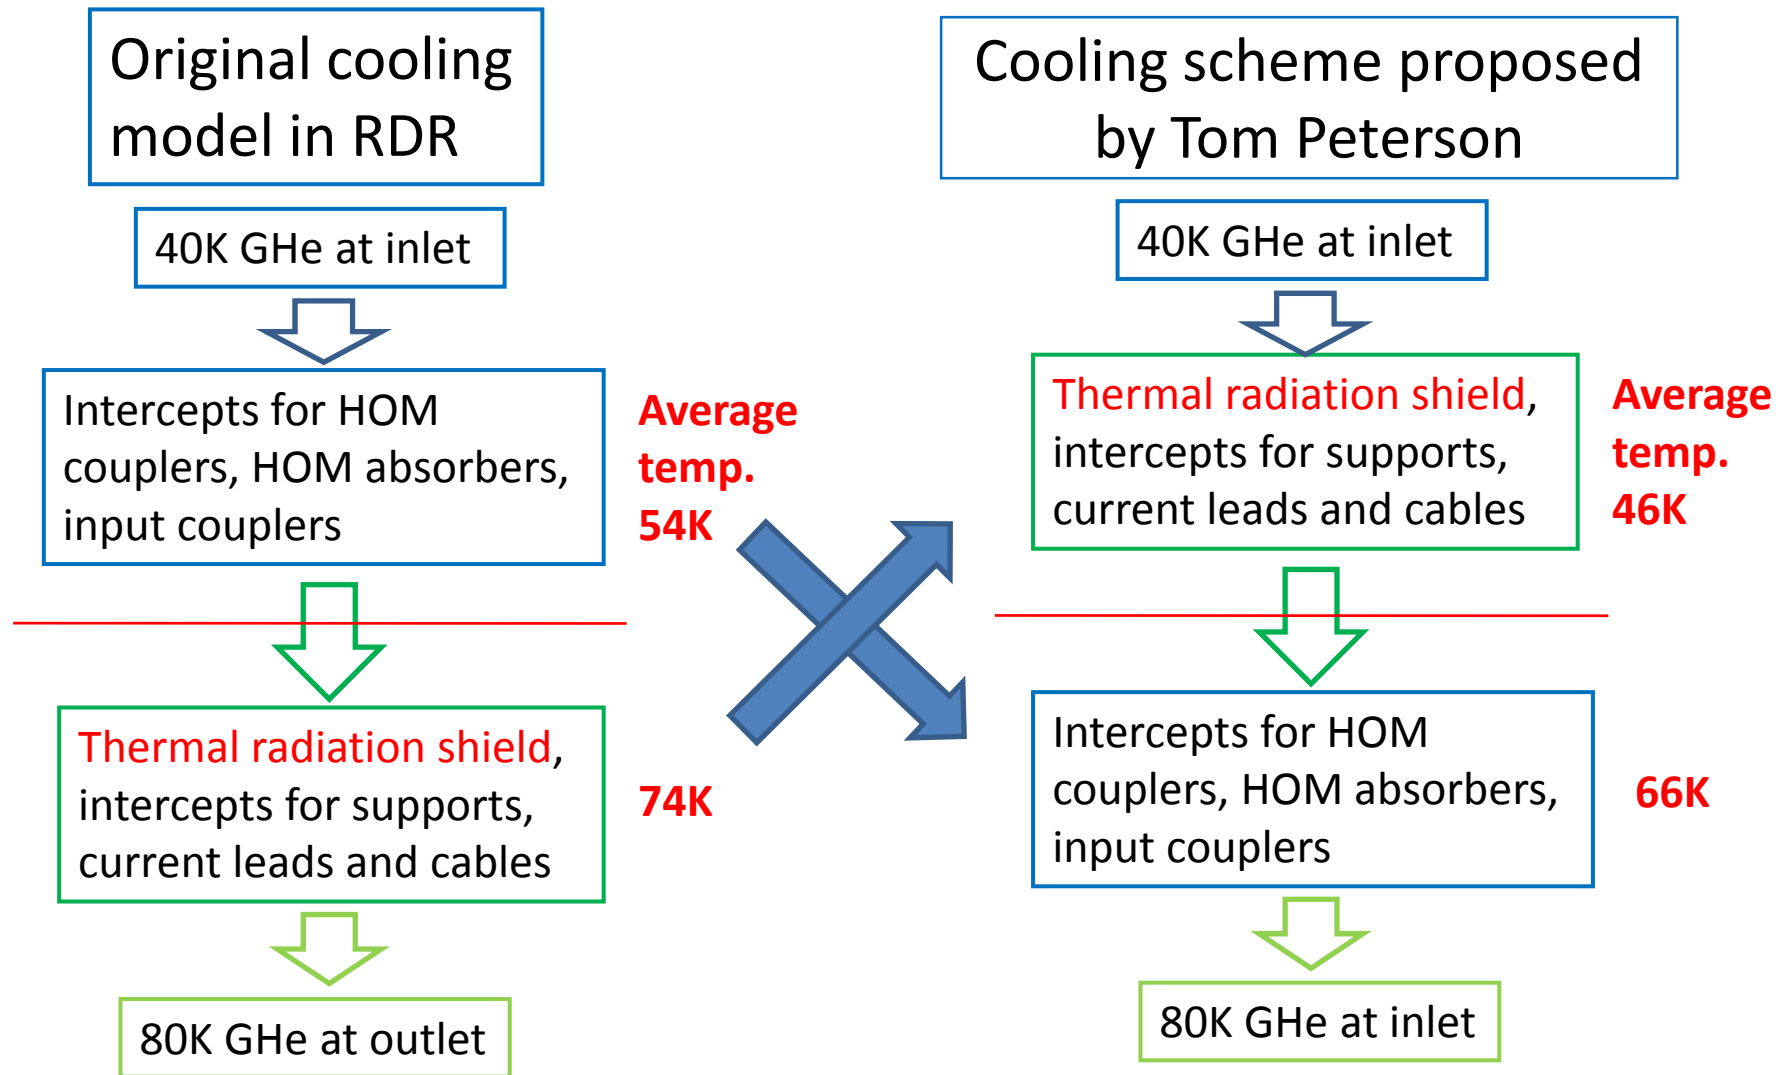 Original cooling
model in RDR
40K GHe at inlet
Intercepts for HOM
couplers, HOM absorbers,
input couplers
Average
temp.
54K
Thermal radiation shield,
intercepts for supports,
current leads and cables
74K
80K GHe at outlet
Cooling scheme proposed
by Tom Peterson
40K GHe at inlet
Thermal radiation shield,
intercepts for supports,
current leads and cables
Average
temp.
46K
Intercepts for HOM
couplers, HOM absorbers,
input couplers
66K
80K GHe at inlet